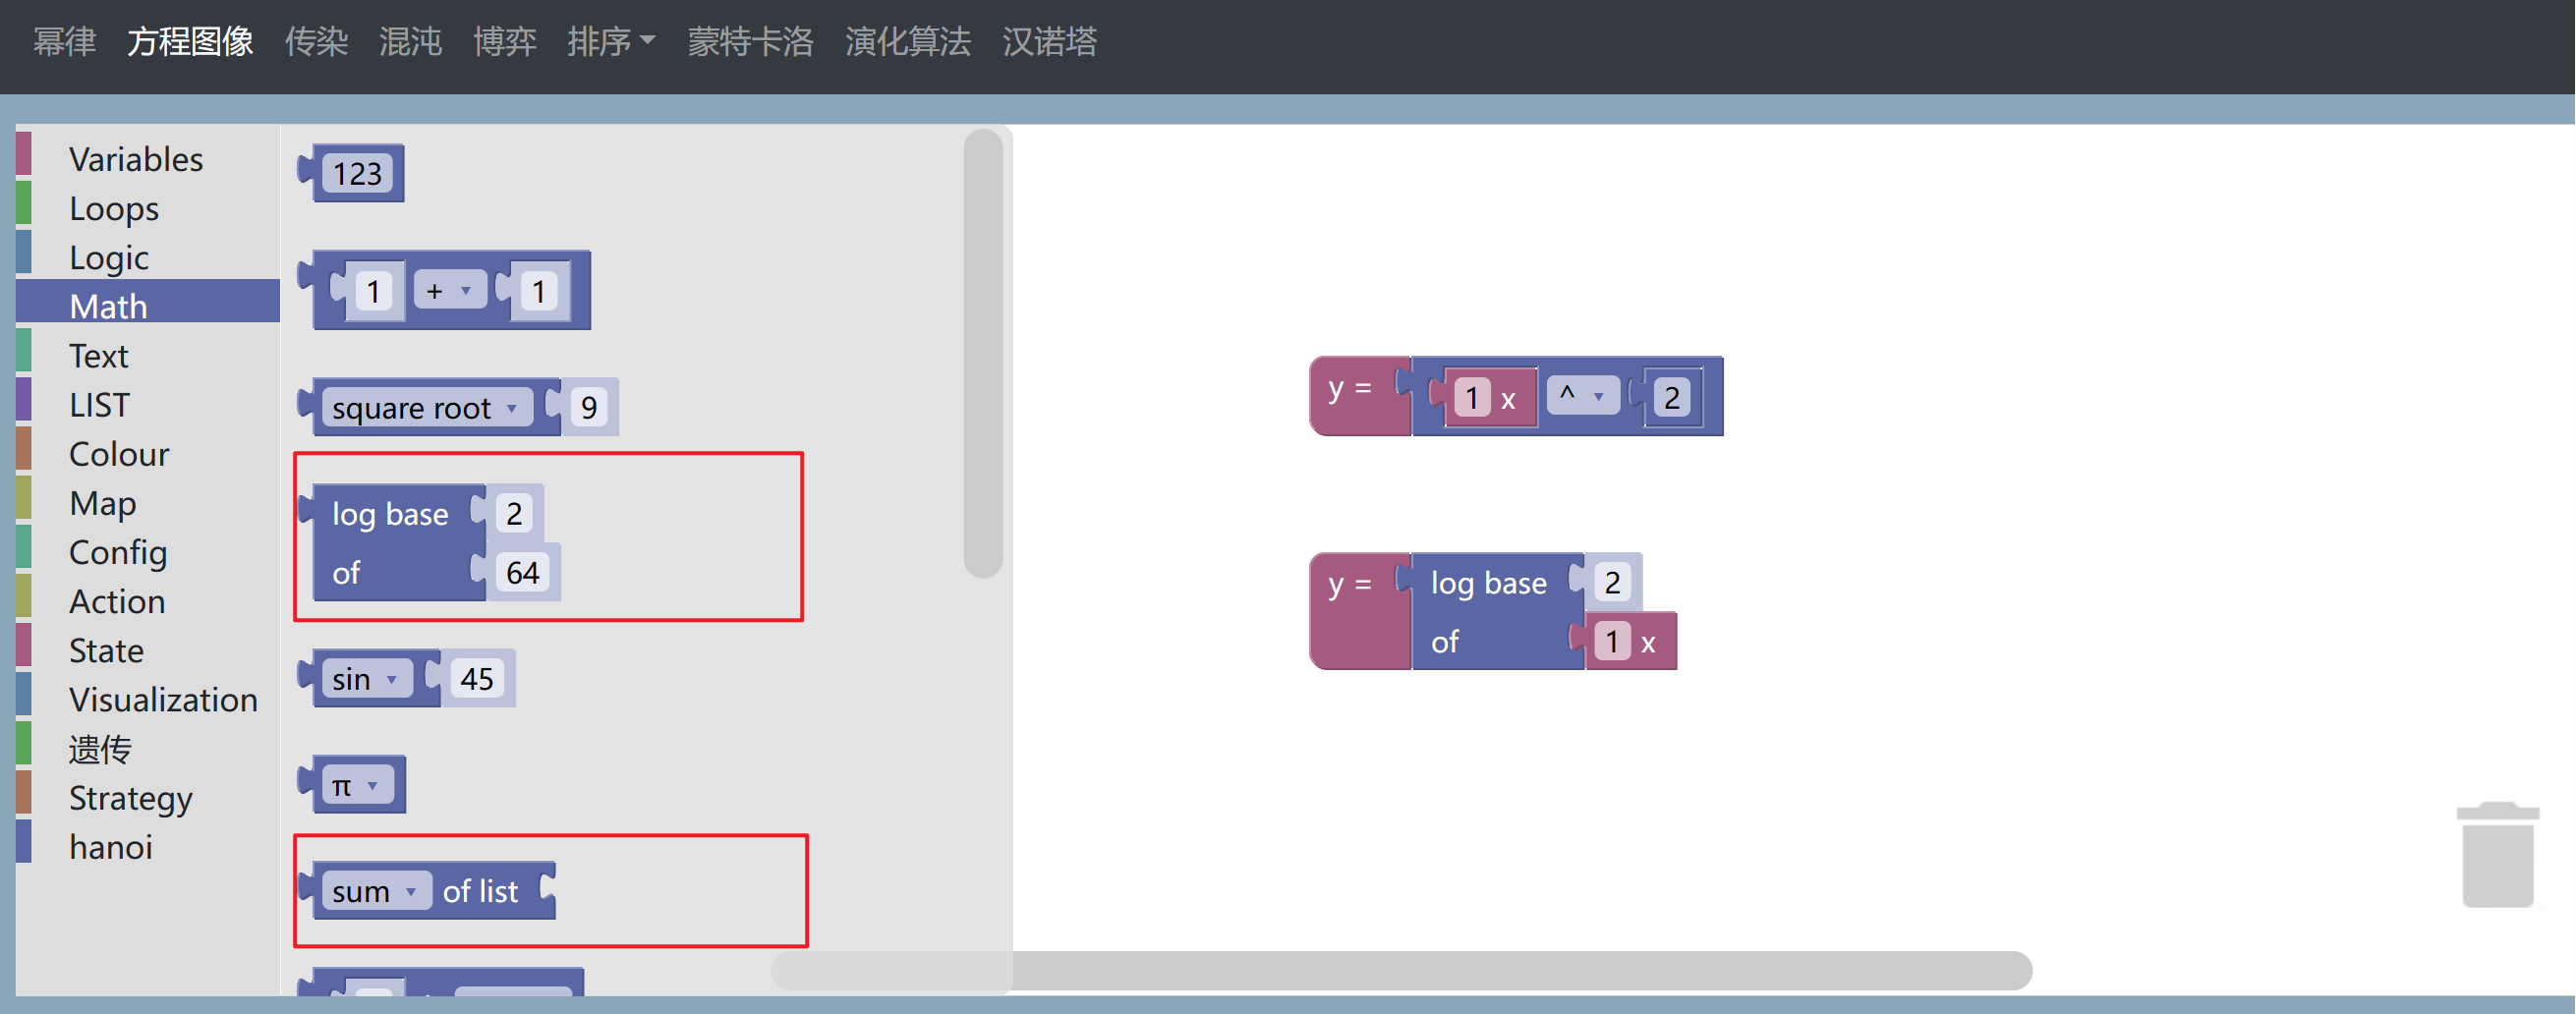 幂律 方程图像 传染 混沌 博弈 排序 蒙特卡洛 演化算法 汉诺塔
Variables
Loops
Logic
Math
Text
LIST
Colour
Map
Config
Action
State
Visualization
遗传
Strategy
hanoi
123
1 + 1
square root 9
log base 2
of 64
sin 45
π
sum of list
y = 1 x ^ 2
y = log base 2
of 1 x